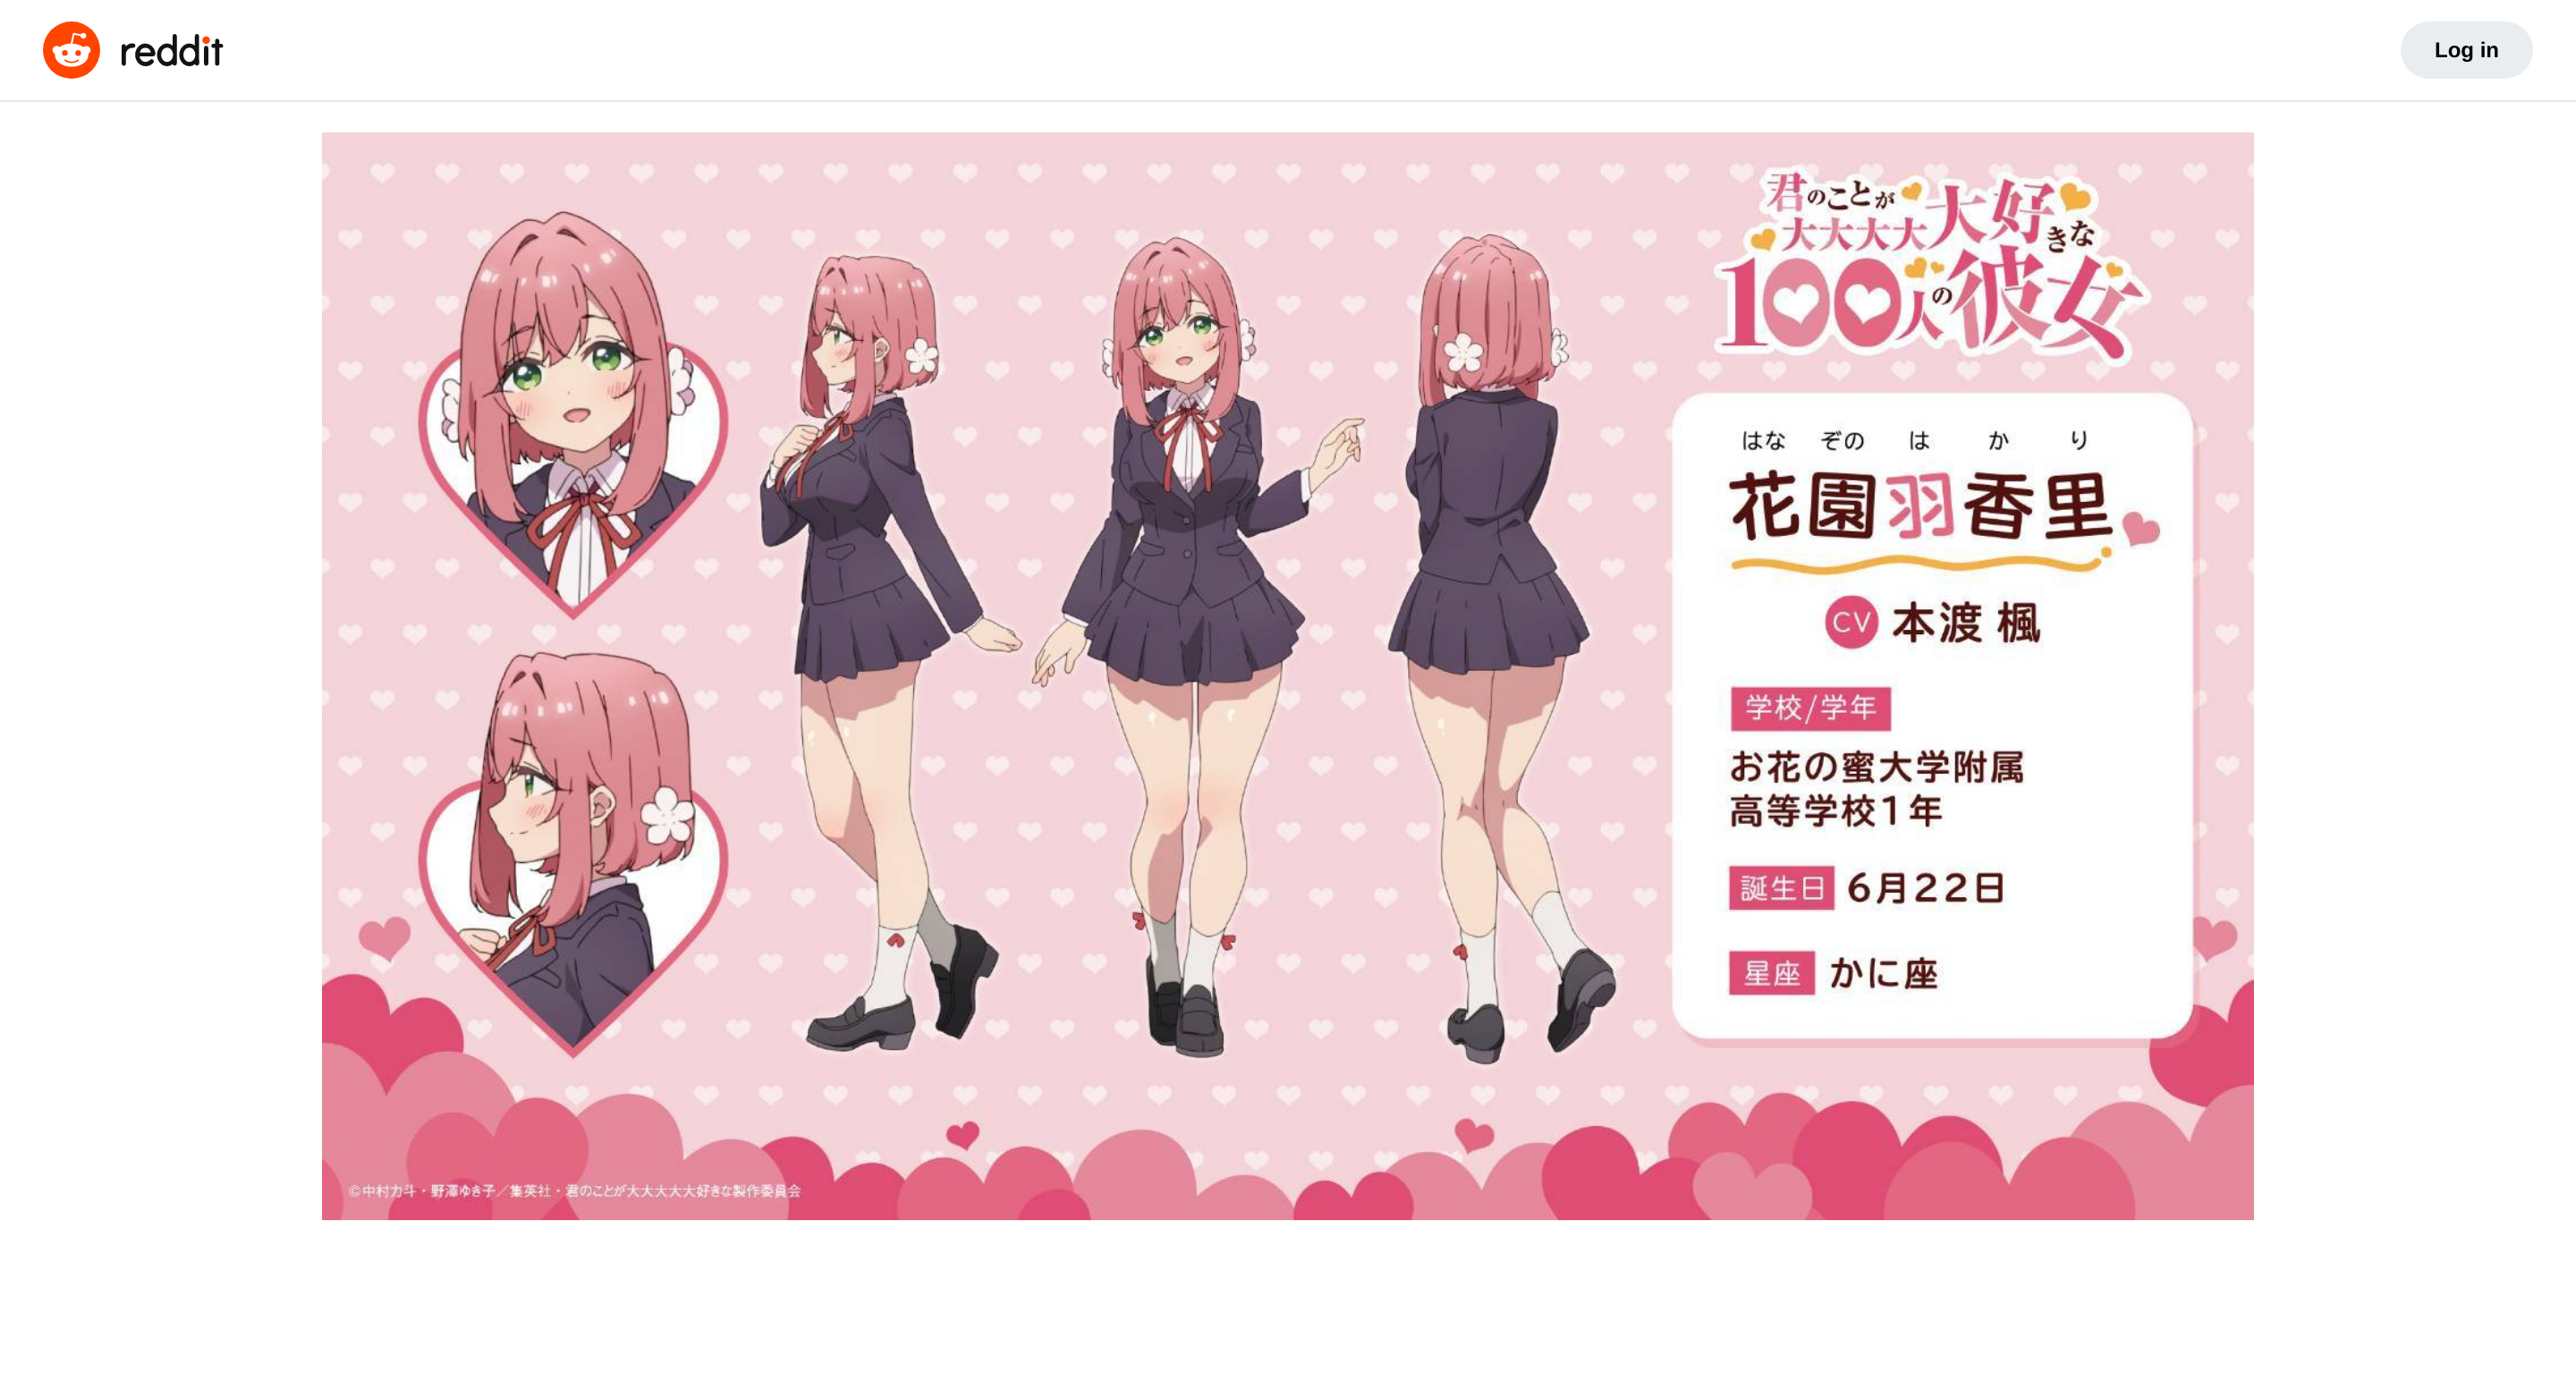 reddit
Log in
君のことが
大大大大大好きな
100人の彼女
はな ぞの は か り
花園羽香里
CV 本渡 楓
学校/学年
お花の蜜大学附属
高等学校1年
誕生日 6月22日
星座 かに座
©中村力斗・野澤ゆき子／集英社・君のことが大大大大大好きな製作委員会